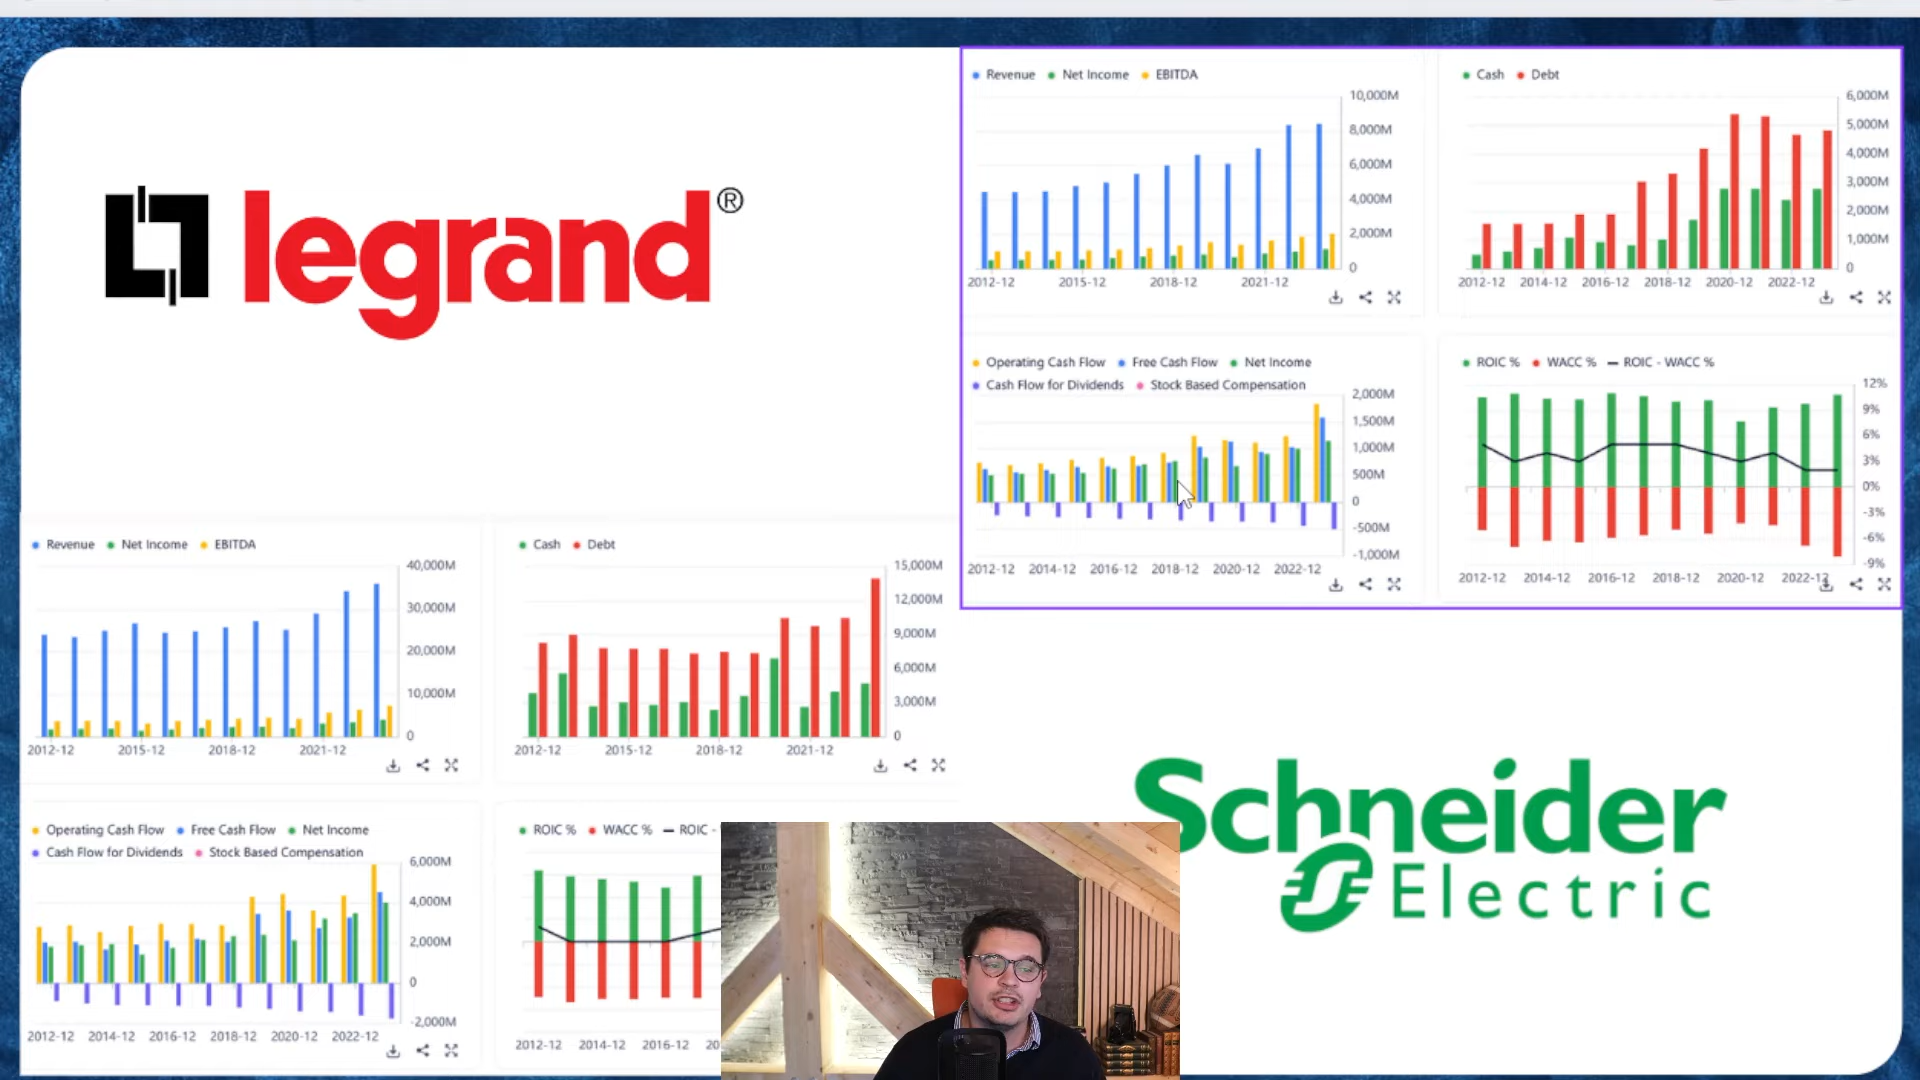 legrand®
Revenue Net Income EBITDA
10,000M
8,000M
6,000M
4,000M
2,000M
0
2012-12 2015-12 2018-12 2021-12
Cash Debt
6,000M
5,000M
4,000M
3,000M
2,000M
1,000M
0
2012-12 2014-12 2016-12 2018-12 2020-12 2022-12
Operating Cash Flow Free Cash Flow Net Income
Cash Flow for Dividends Stock Based Compensation
2,000M
1,500M
1,000M
500M
0
-500M
-1,000M
2012-12 2014-12 2016-12 2018-12 2020-12 2022-12
ROIC % WACC % ROIC - WACC %
12%
9%
6%
3%
0%
-3%
-6%
-9%
2012-12 2014-12 2016-12 2018-12 2020-12 2022-12
Revenue Net Income EBITDA
40,000M
30,000M
20,000M
10,000M
0
2012-12 2015-12 2018-12 2021-12
Cash Debt
15,000M
12,000M
9,000M
6,000M
3,000M
0
2012-12 2015-12 2018-12 2021-12
Operating Cash Flow Free Cash Flow Net Income
Cash Flow for Dividends Stock Based Compensation
6,000M
4,000M
2,000M
0
-2,000M
2012-12 2014-12 2016-12 2018-12 2020-12 2022-12
ROIC % WACC % ROIC -
2012-12 2014-12 2016-12 20
Schneider
Electric